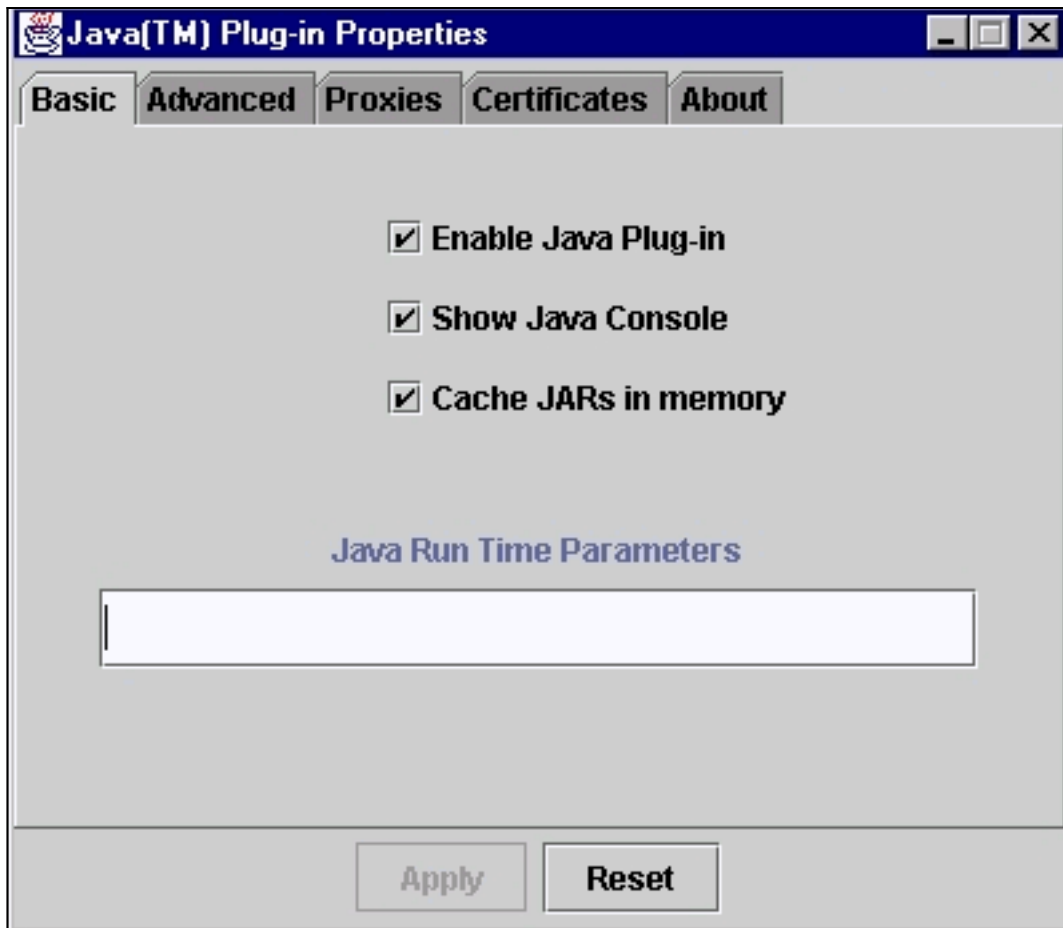 Java(TM) Plug-in Properties
Basic Advanced Proxies Certificates About
Enable Java Plug-in
Show Java Console
Cache JARs in memory
Java Run Time Parameters
Apply Reset